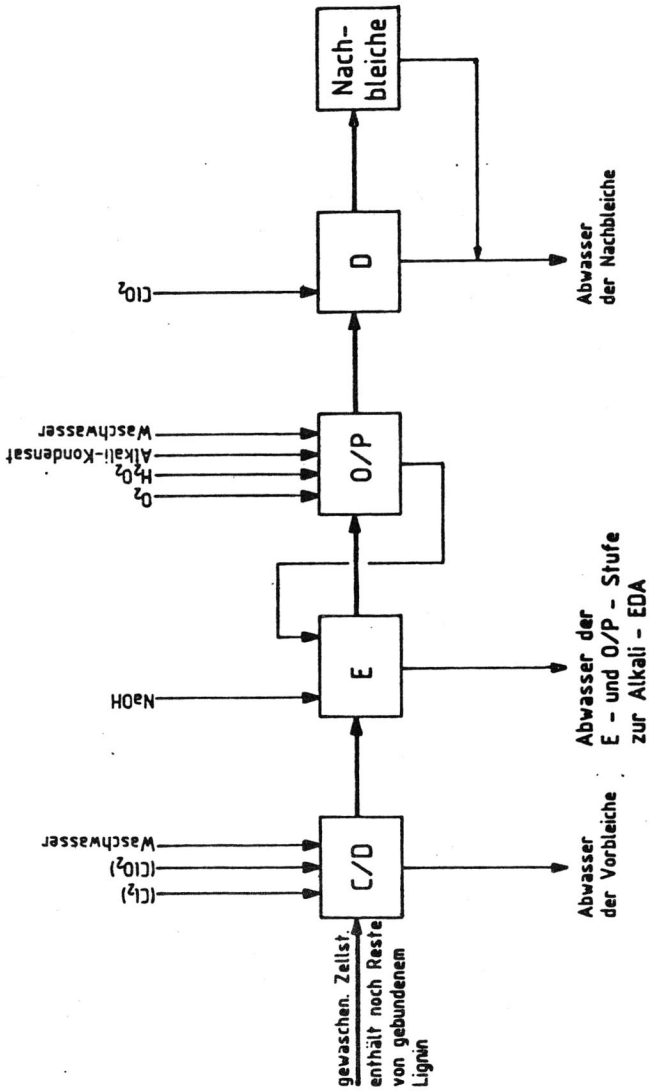 (Cl₂)
(ClO₂)
Waschwasser
NaOH
O₂
H₂O₂
Alkali-Kondensat
Waschwasser
ClO₂
gewaschen. Zellst.
enthält noch Reste
von gebundenem
Lignin
C/D
E
O/P
D
Nach-
bleiche
Abwasser
der Vorbleiche
Abwasser der
E - und O/P - Stufe
zur Alkali - EDA
Abwasser
der Nachbleiche